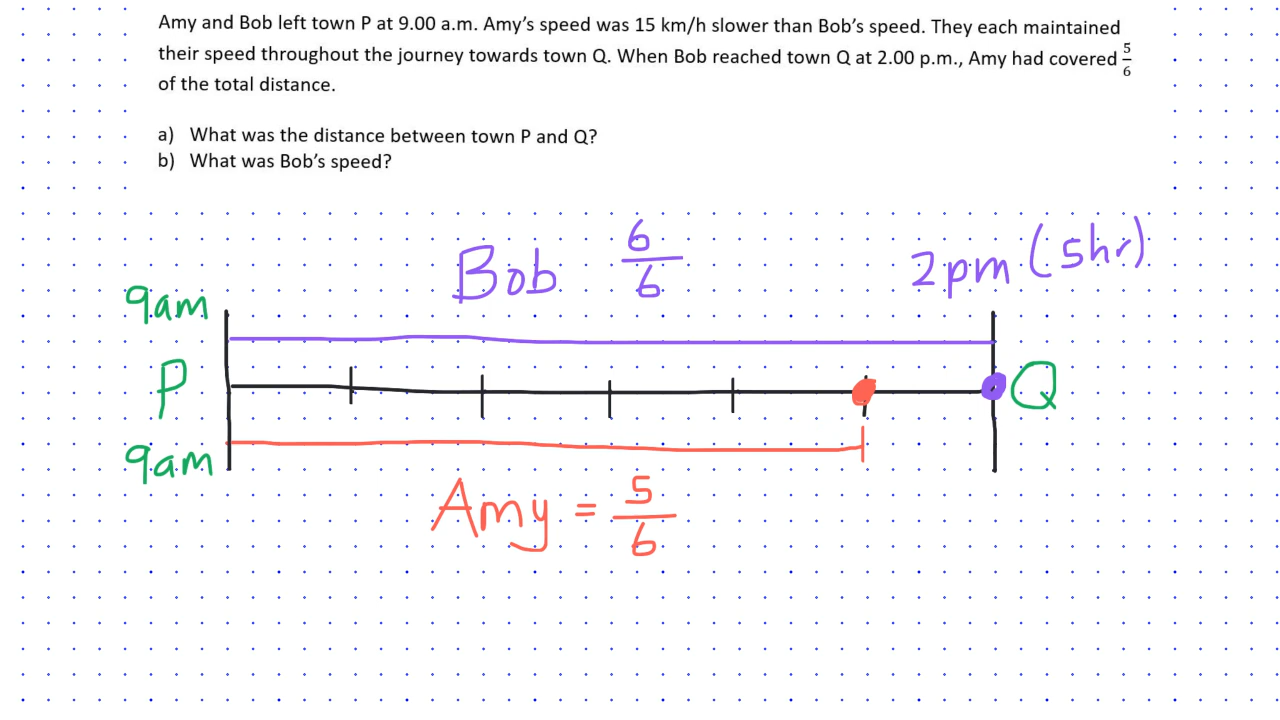 Amy and Bob left town P at 9.00 a.m. Amy’s speed was 15 km/h slower than Bob’s speed. They each maintained
their speed throughout the journey towards town Q. When Bob reached town Q at 2.00 p.m., Amy had covered 5/6
of the total distance.
a) What was the distance between town P and Q?
b) What was Bob’s speed?
Bob 6/6 2pm (5hr)
9am
P Q
9am
Amy = 5/6